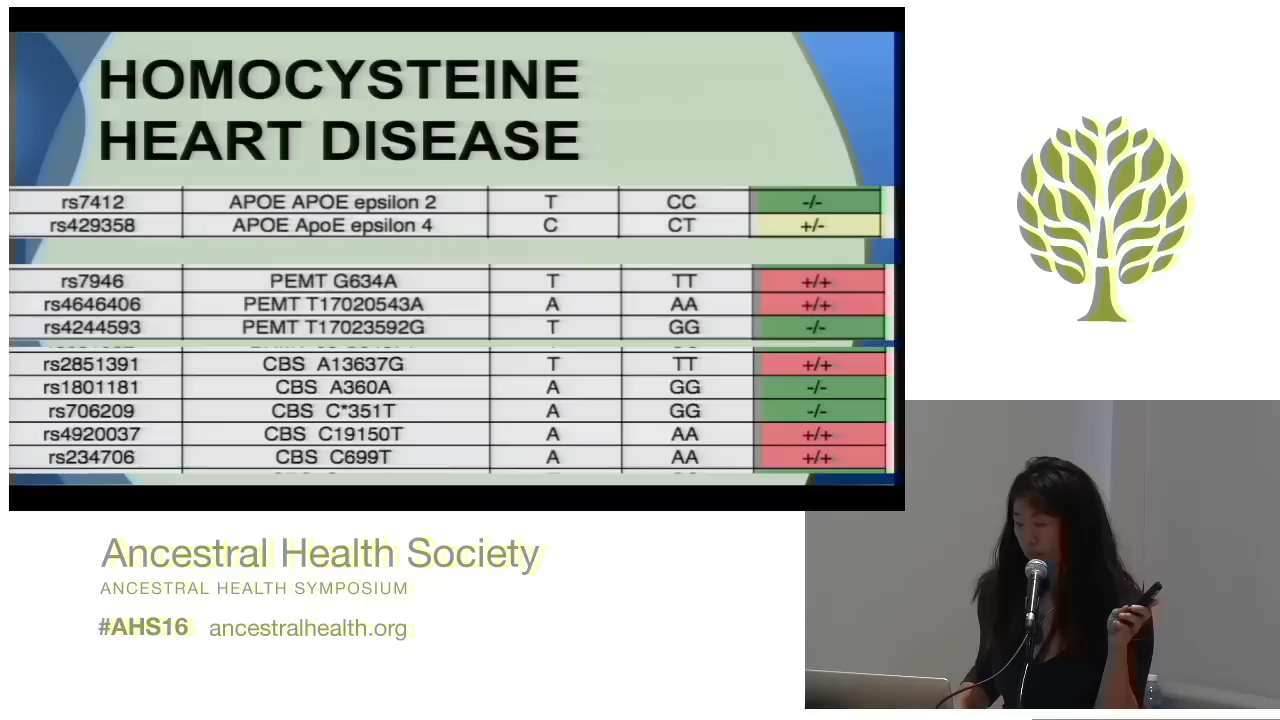 HOMOCYSTEINE
HEART DISEASE
rs7412 APOE APOE epsilon 2 T CC -/-
rs429358 APOE ApoE epsilon 4 C CT +/-
rs7946 PEMT G634A T TT +/+
rs4646406 PEMT T17020543A A AA +/+
rs4244593 PEMT T17023592G T GG -/-
rs2851391 CBS A13637G T TT +/+
rs1801181 CBS A360A A GG -/-
rs706209 CBS C*351T A GG -/-
rs4920037 CBS C19150T A AA +/+
rs234706 CBS C699T A AA +/+
Ancestral Health Society
ANCESTRAL HEALTH SYMPOSIUM
#AHS16 ancestralhealth.org